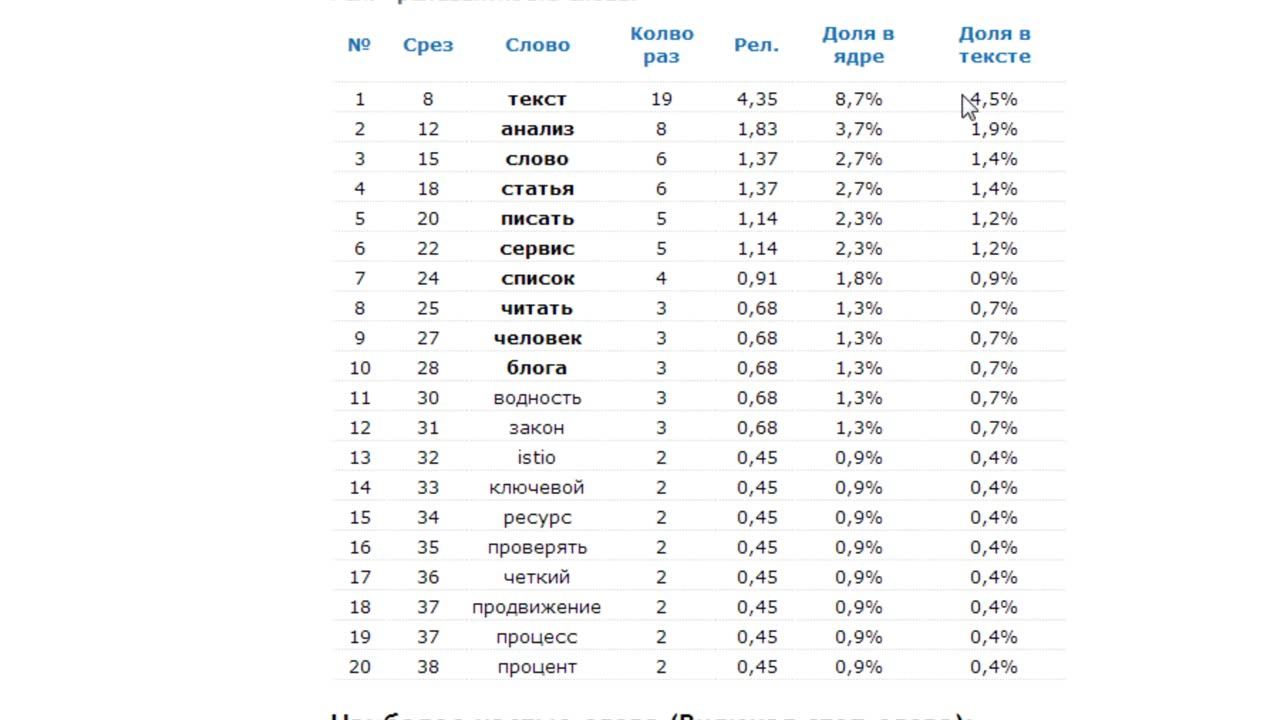 № Срез Слово Колво раз Рел. Доля в ядре Доля в тексте
1 8 текст 19 4,35 8,7% 4,5%
2 12 анализ 8 1,83 3,7% 1,9%
3 15 слово 6 1,37 2,7% 1,4%
4 18 статья 6 1,37 2,7% 1,4%
5 20 писать 5 1,14 2,3% 1,2%
6 22 сервис 5 1,14 2,3% 1,2%
7 24 список 4 0,91 1,8% 0,9%
8 25 читать 3 0,68 1,3% 0,7%
9 27 человек 3 0,68 1,3% 0,7%
10 28 блога 3 0,68 1,3% 0,7%
11 30 водность 3 0,68 1,3% 0,7%
12 31 закон 3 0,68 1,3% 0,7%
13 32 istio 2 0,45 0,9% 0,4%
14 33 ключевой 2 0,45 0,9% 0,4%
15 34 ресурс 2 0,45 0,9% 0,4%
16 35 проверять 2 0,45 0,9% 0,4%
17 36 четкий 2 0,45 0,9% 0,4%
18 37 продвижение 2 0,45 0,9% 0,4%
19 37 процесс 2 0,45 0,9% 0,4%
20 38 процент 2 0,45 0,9% 0,4%